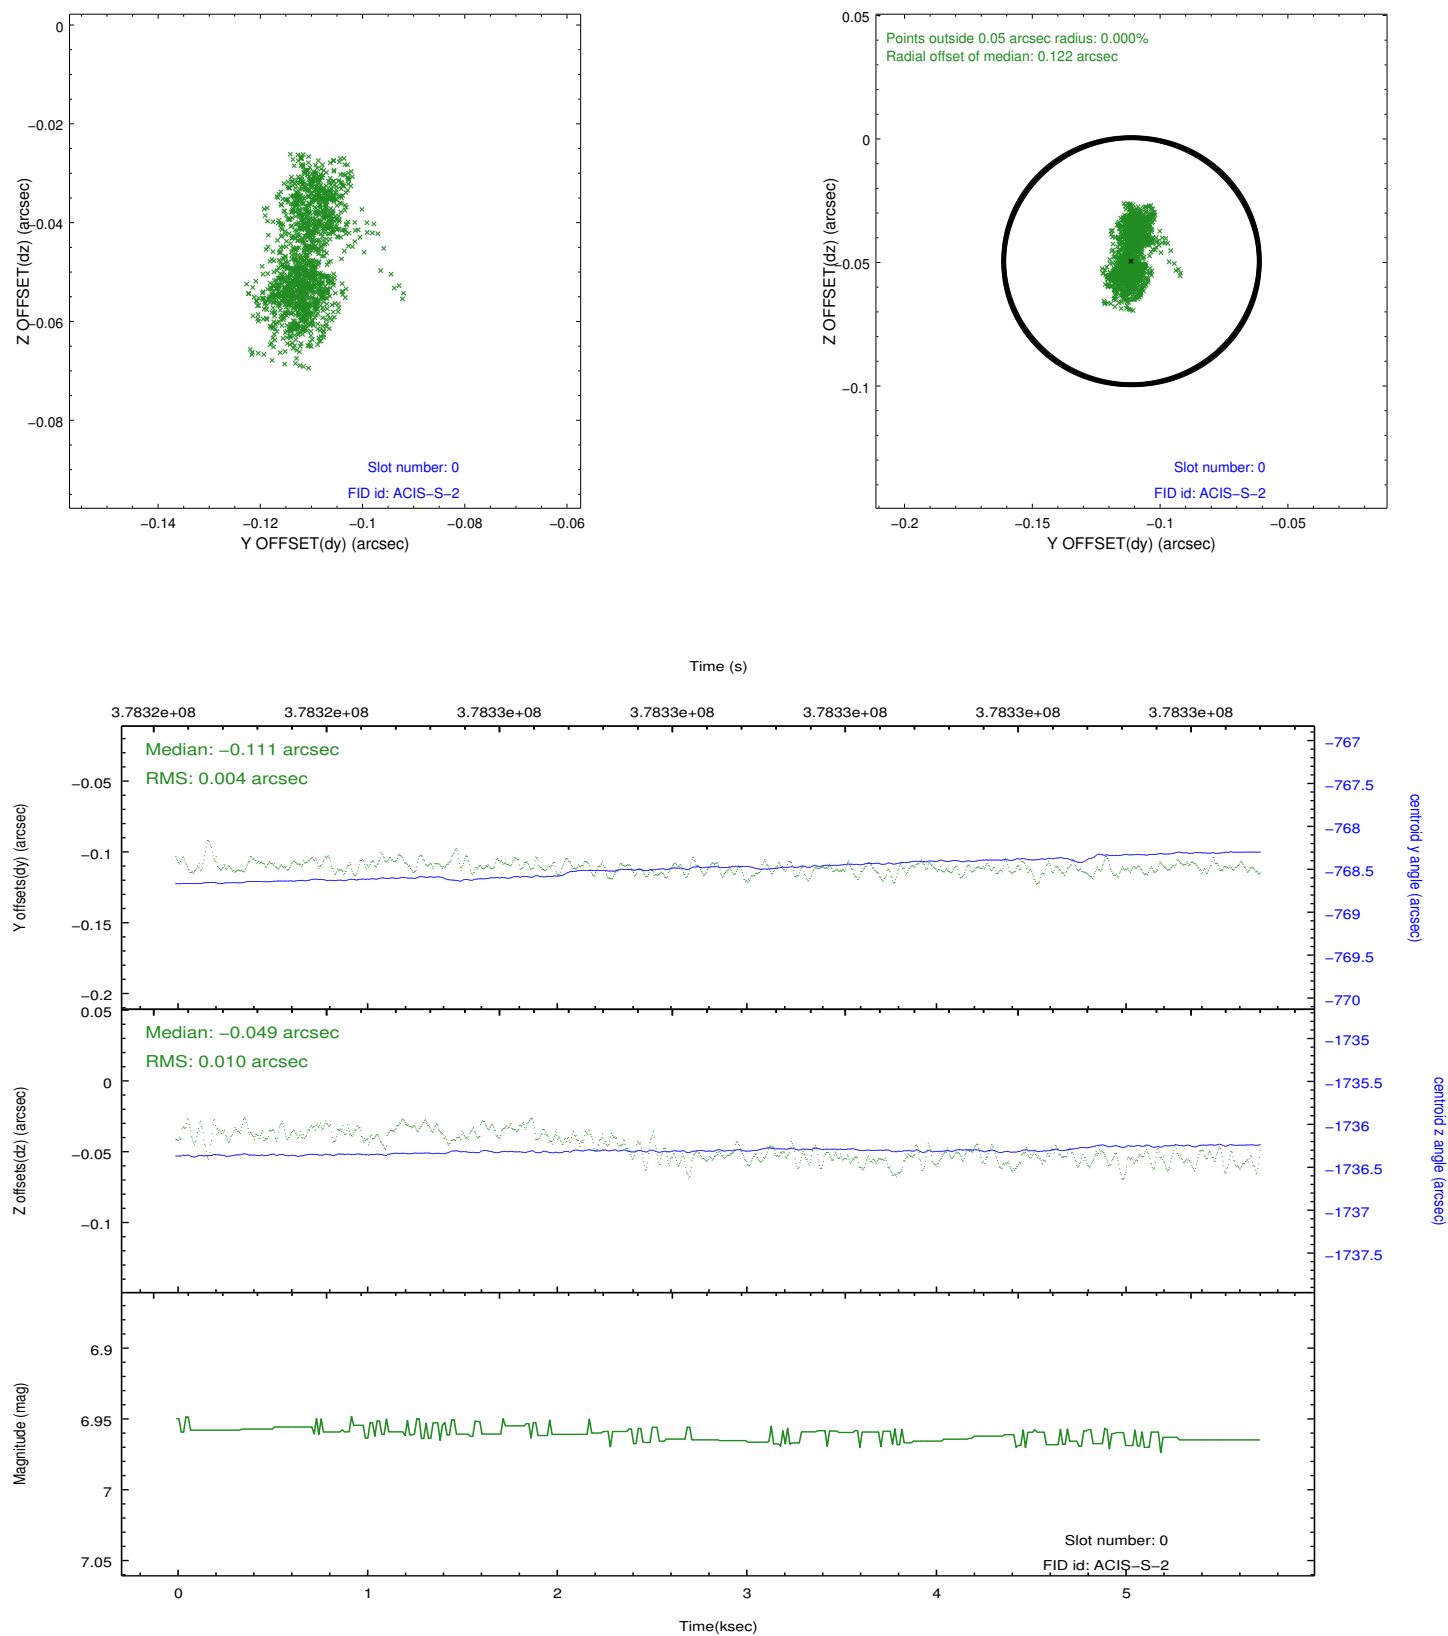 0
−0.02
−0.04
−0.06
−0.08
Z OFFSET(dz) (arcsec)
Slot number: 0
FID id: ACIS−S−2
−0.14
−0.12
−0.1
−0.08
−0.06
Y OFFSET(dy) (arcsec)
0.05
0
−0.05
−0.1
Z OFFSET(dz) (arcsec)
Points outside 0.05 arcsec radius: 0.000%
Radial offset of median: 0.122 arcsec
Slot number: 0
FID id: ACIS−S−2
−0.2
−0.15
−0.1
−0.05
Y OFFSET(dy) (arcsec)
Time (s)
3.7832e+08
3.7832e+08
3.7833e+08
3.7833e+08
3.7833e+08
3.7833e+08
3.7833e+08
Median: −0.111 arcsec
RMS: 0.004 arcsec
−0.05
−0.1
−0.15
−0.2
Y offsets(dy) (arcsec)
−767
−767.5
−768
−768.5
−769
−769.5
−770
centroid y angle (arcsec)
Median: −0.049 arcsec
RMS: 0.010 arcsec
0.05
0
−0.05
−0.1
Z offsets(dz) (arcsec)
−1735
−1735.5
−1736
−1736.5
−1737
−1737.5
centroid z angle (arcsec)
6.9
6.95
7
7.05
Magnitude (mag)
Slot number: 0
FID id: ACIS−S−2
0
1
2
3
4
5
Time(ksec)